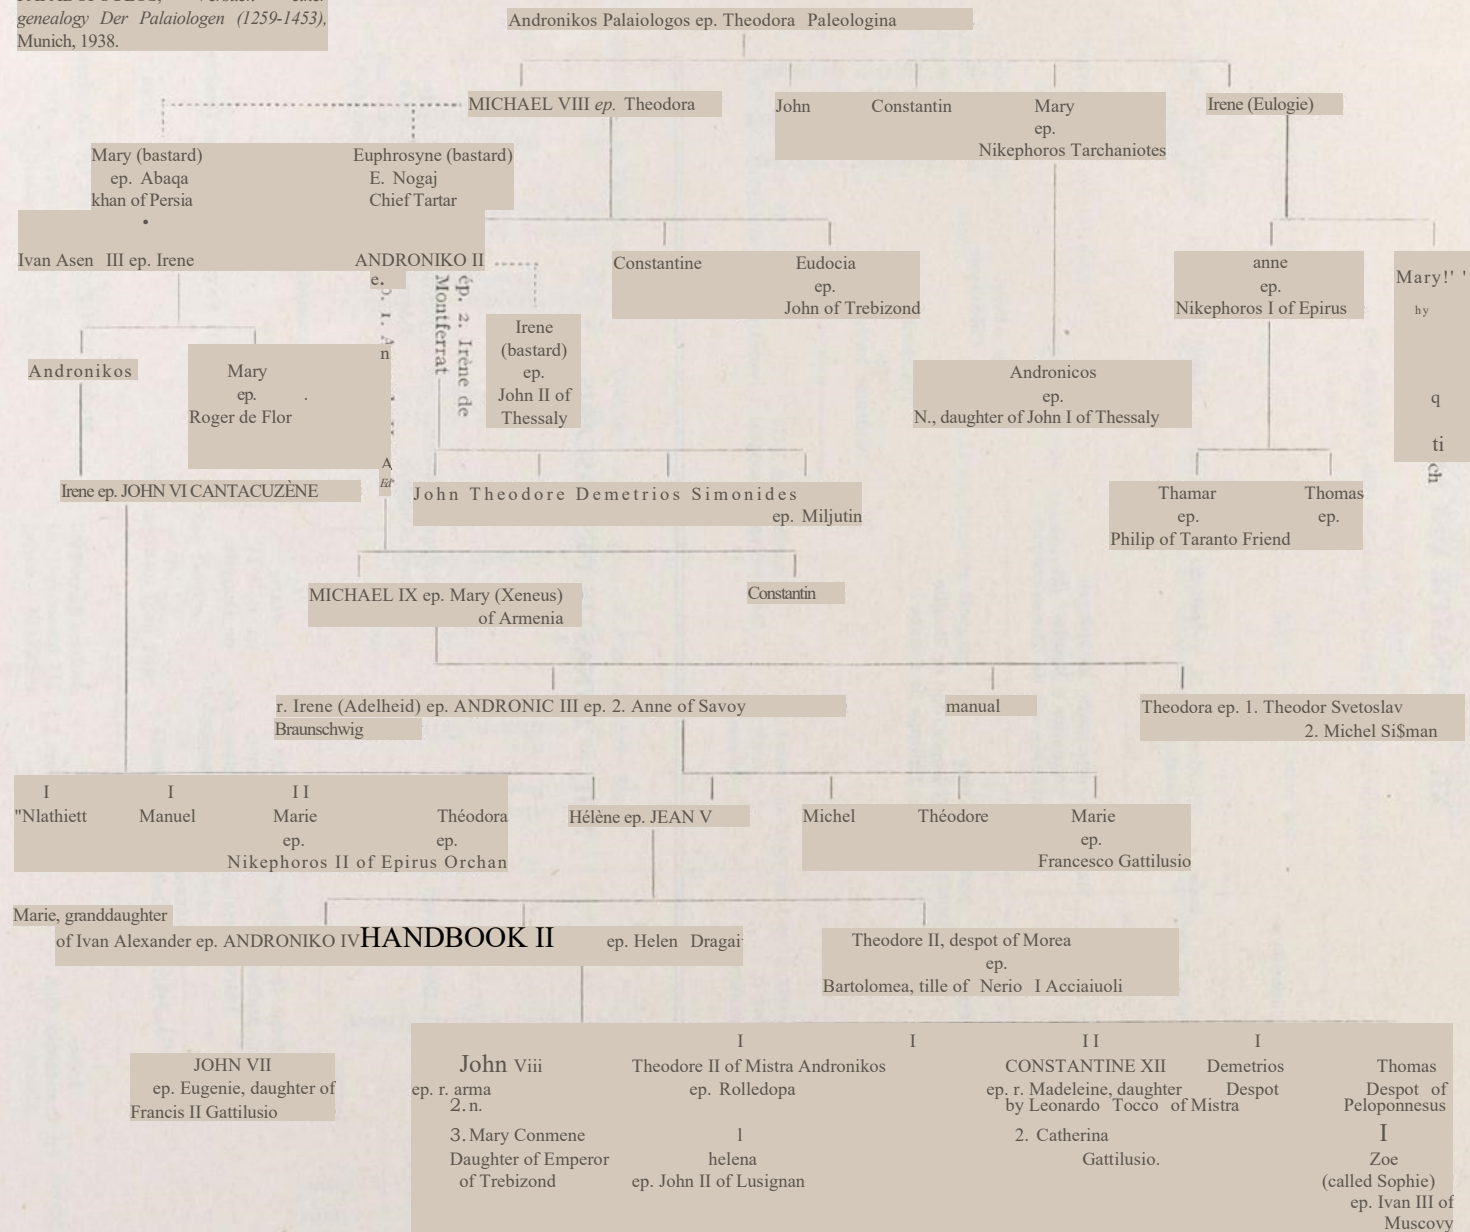 genealogy Der Palaiologen (1259-1453),
Munich, 1938.
Andronikos Palaiologos ep. Theodora Paleologina
MICHAEL VIII ep. Theodora
John Constantin Mary
ep.
Nikephoros Tarchaniotes
Irene (Eulogie)
Mary (bastard)
ep. Abaqa
khan of Persia
Euphrosyne (bastard)
E. Nogaj
Chief Tartar
Ivan Asen III ep. Irene
ANDRONIKO II
e.
ép. 2. Irène de
Montferrat
Constantine Eudocia
ep.
John of Trebizond
anne
ep.
Nikephoros I of Epirus
Mary!' '
hy
q
ti
ch
Irene
(bastard)
ep.
John II of
Thessaly
Andronikos
Mary
ep. .
Roger de Flor
n
A
Andronicos
ep.
N., daughter of John I of Thessaly
Irene ep. JOHN VI CANTACUZÈNE
John Theodore Demetrios Simonides
ep. Miljutin
Thamar Thomas
ep. ep.
Philip of Taranto Friend
MICHAEL IX ep. Mary (Xeneus)
of Armenia
Constantin
r. Irene (Adelheid) ep. ANDRONIC III ep. 2. Anne of Savoy
Braunschwig
manual
Theodora ep. 1. Theodor Svetoslav
2. Michel Si$man
I I I I
"Nlathiett Manuel Marie Théodora
ep. ep.
Nikephoros II of Epirus Orchan
Hélène ep. JEAN V
Michel Théodore Marie
ep.
Francesco Gattilusio
Marie, granddaughter
of Ivan Alexander ep. ANDRONIKO IV HANDBOOK II ep. Helen Dragai
Theodore II, despot of Morea
ep.
Bartolomea, tille of Nerio I Acciaiuoli
JOHN VII
ep. Eugenie, daughter of
Francis II Gattilusio
I I I I I
John Viii Theodore II of Mistra Andronikos CONSTANTINE XII Demetrios Thomas
ep. r. arma ep. Rolledopa ep. r. Madeleine, daughter Despot Despot of
2. n. by Leonardo Tocco of Mistra Peloponnesus
3. Mary Conmene l 2. Catherina I
Daughter of Emperor helena Gattilusio. Zoe
of Trebizond ep. John II of Lusignan (called Sophie)
ep. Ivan III of
Muscovy